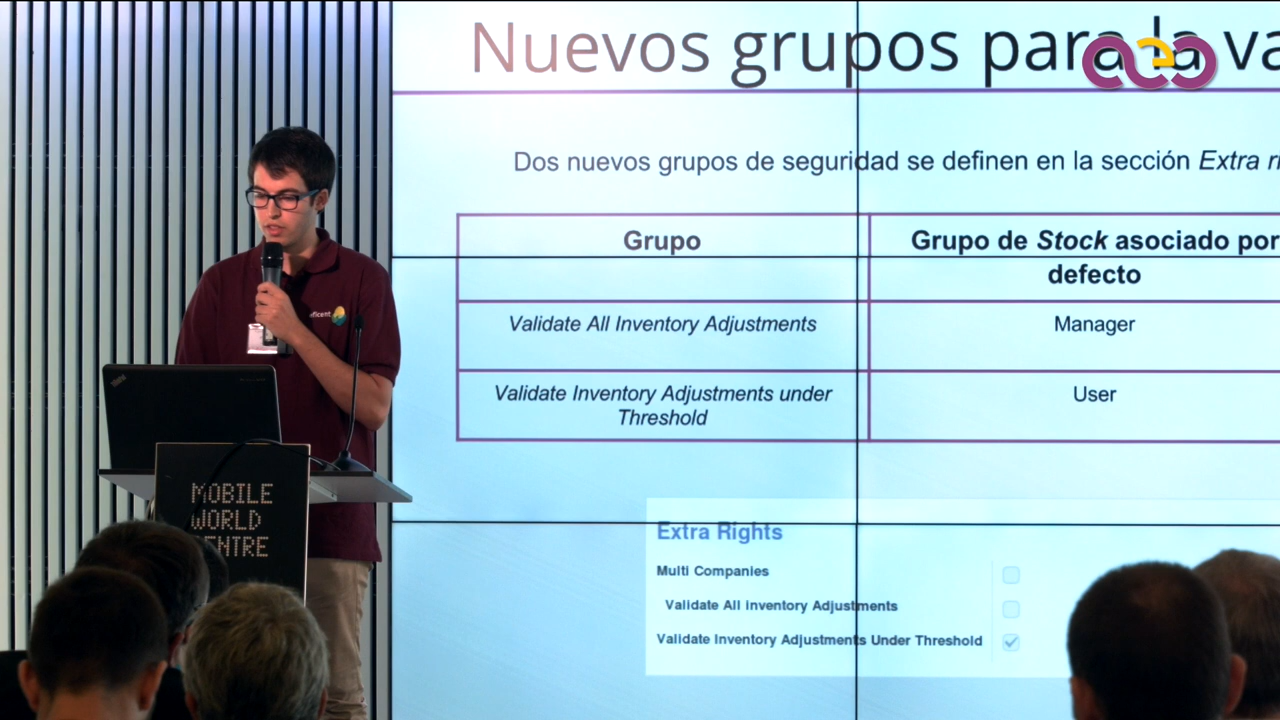 Nuevos grupos para la va
Dos nuevos grupos de seguridad se definen en la sección Extra
Grupo
Grupo de Stock asociado por
defecto
Validate All Inventory Adjustments
Manager
Validate Inventory Adjustments under
Threshold
User
Extra Rights
Multi Companies
Validate All inventory Adjustments
Validate Inventory Adjustments Under Threshold
MOBILE
WORLD
CENTRE